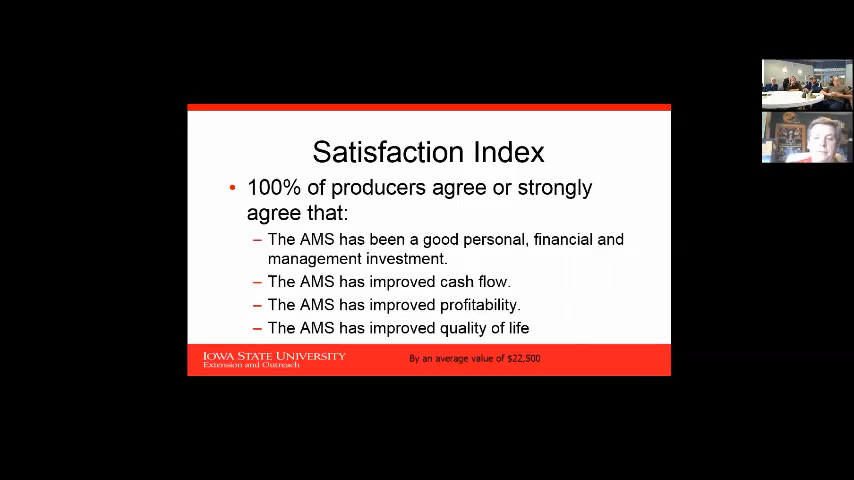 Satisfaction Index
• 100% of producers agree or strongly
agree that:
– The AMS has been a good personal, financial and
management investment.
– The AMS has improved cash flow.
– The AMS has improved profitability.
– The AMS has improved quality of life
IOWA STATE UNIVERSITY
Extension and Outreach
By an average value of $22,500